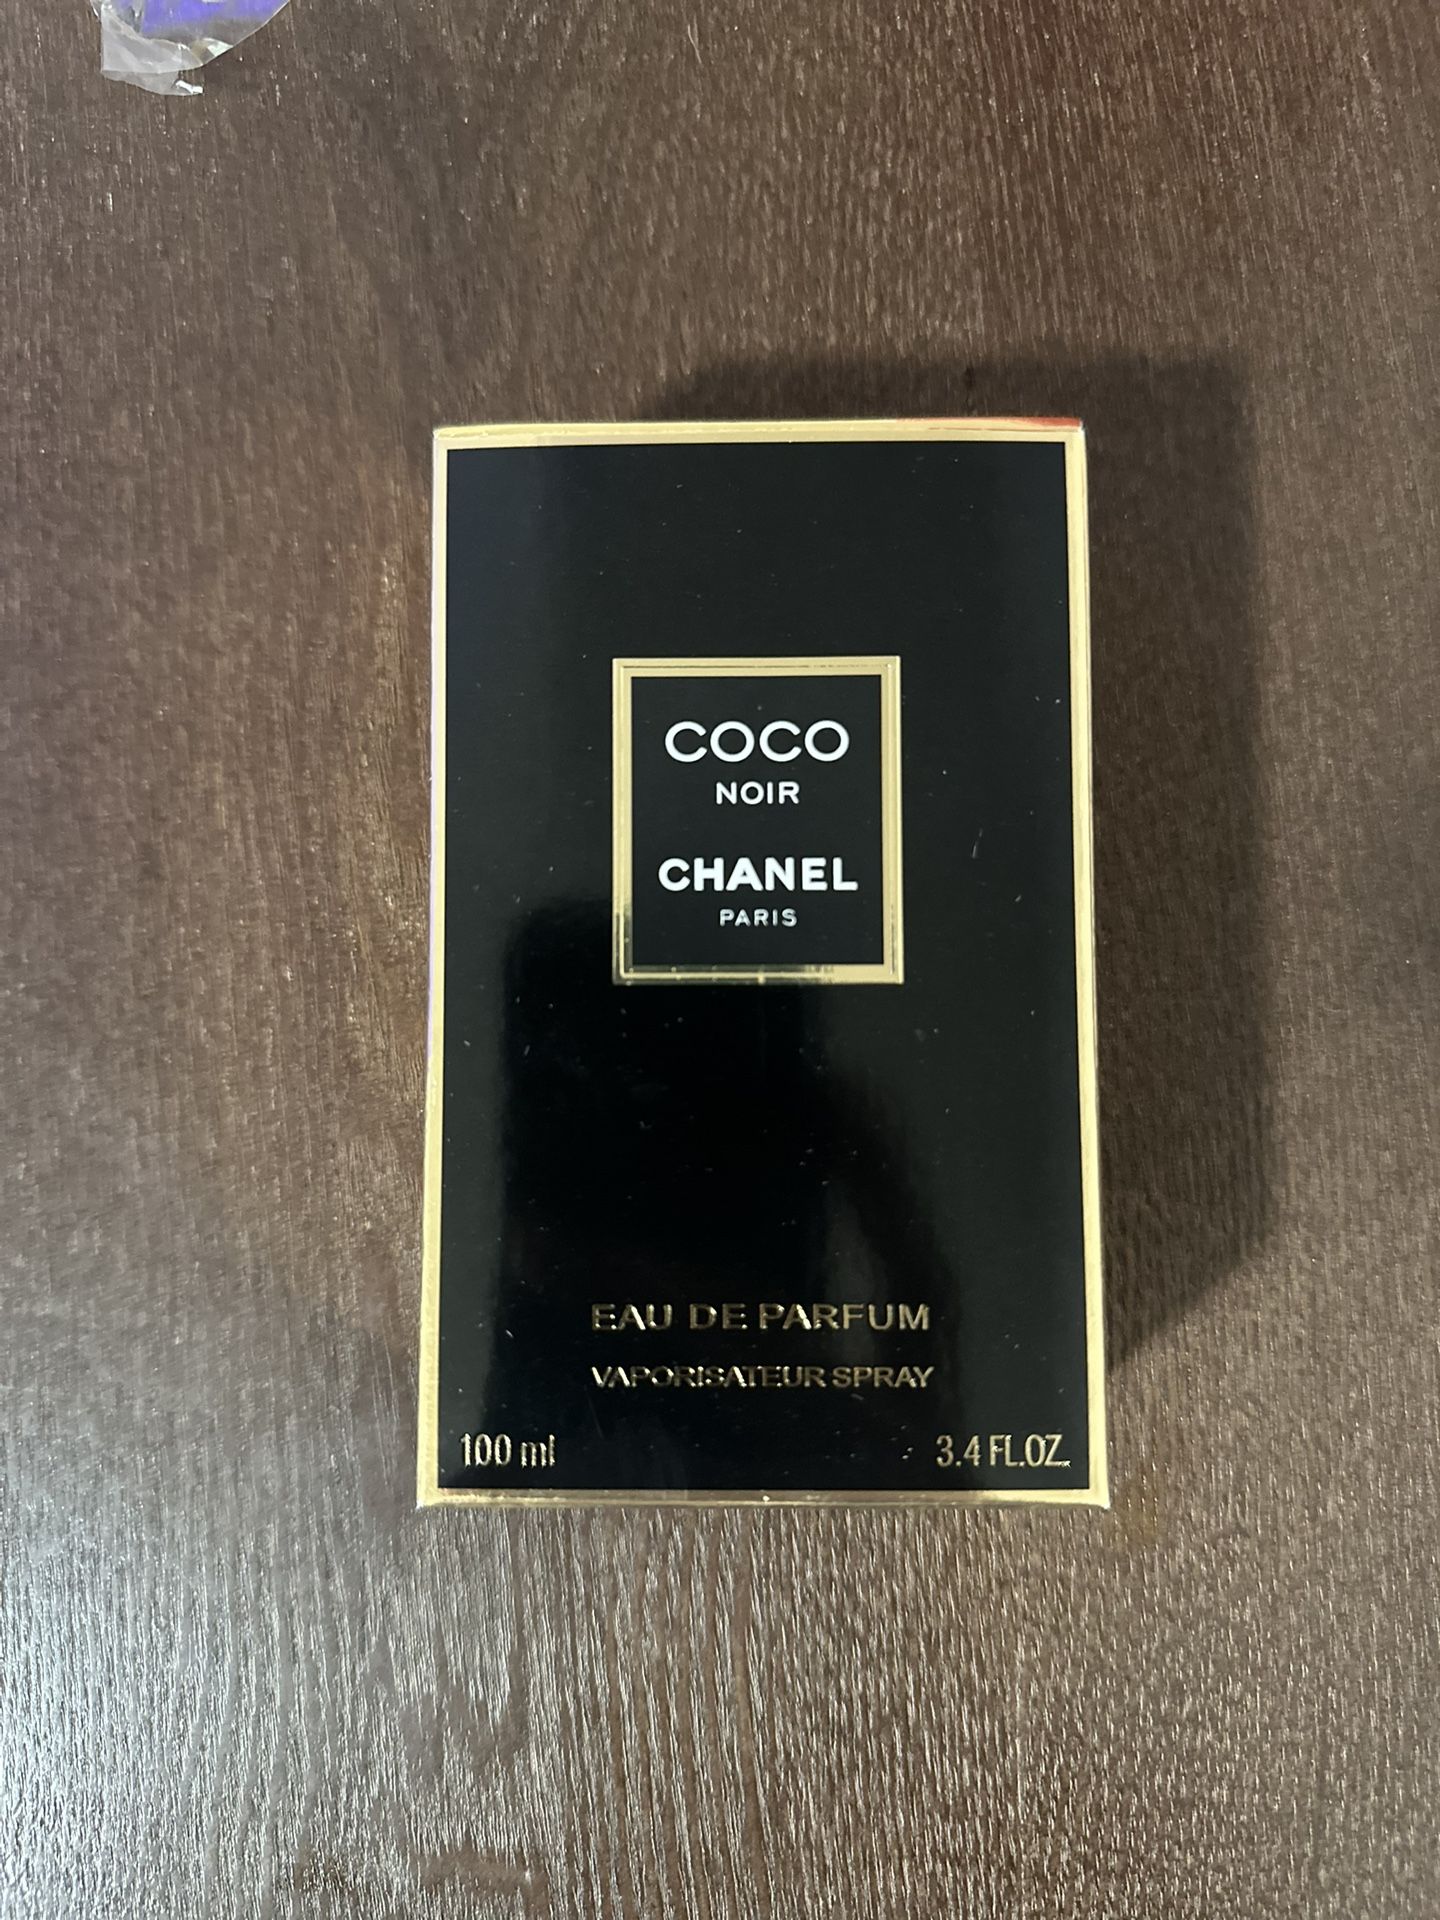 COCO
NOIR
CHANEL
PARIS
EAU DE PARFUM
VAPORISATEUR SPRAY
100 ml 3.4 FL.OZ.